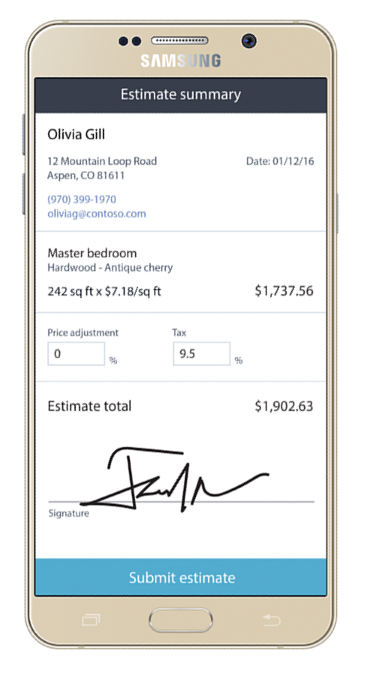 SAMSUNG
Estimate summary
Olivia Gill
12 Mountain Loop Road
Date: 01/12/16
Aspen, CO 81611
(970) 399-1970
oliviag@contoso.com
Master bedroom
Hardwood - Antique cherry
242 sq ft x $7.18/sq ft
$1,737.56
Price adjustment
Tax
0 %
9.5 %
Estimate total
$1,902.63
Signature
Submit estimate